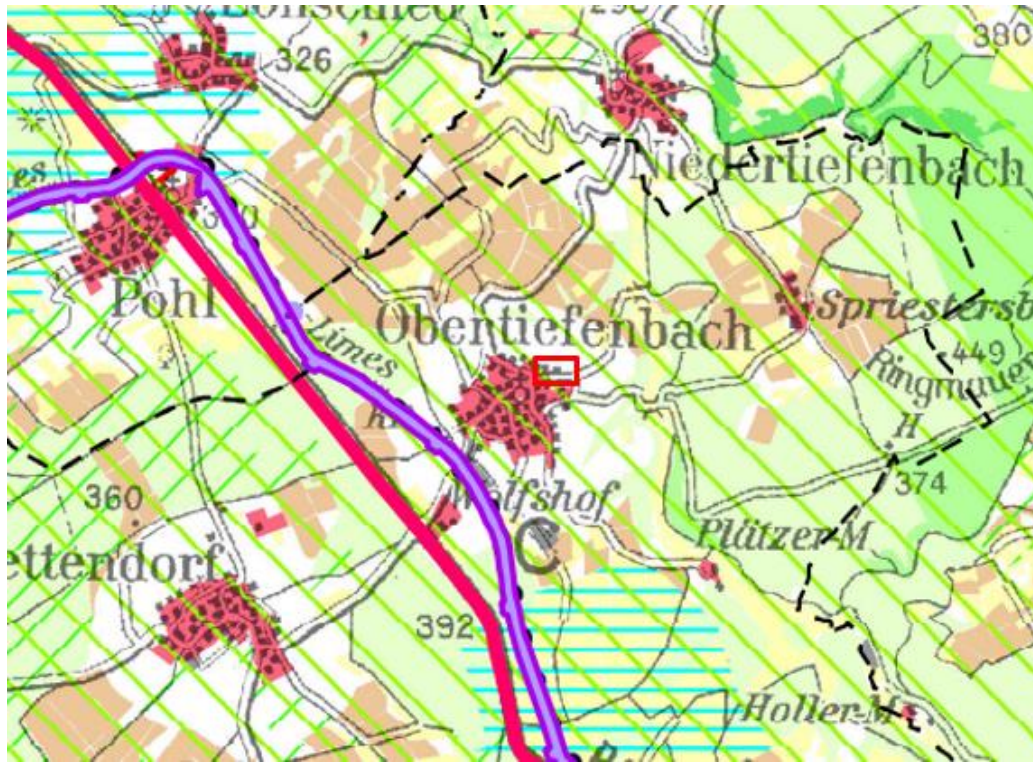 326
380
Niedertiefenbach
Pohl
Obertiefenbach
Limes
Spriestersb
449
Ringmauer
H
374
360
Wolfshof
Plätzer-M
ettendorf
392
Holler-M